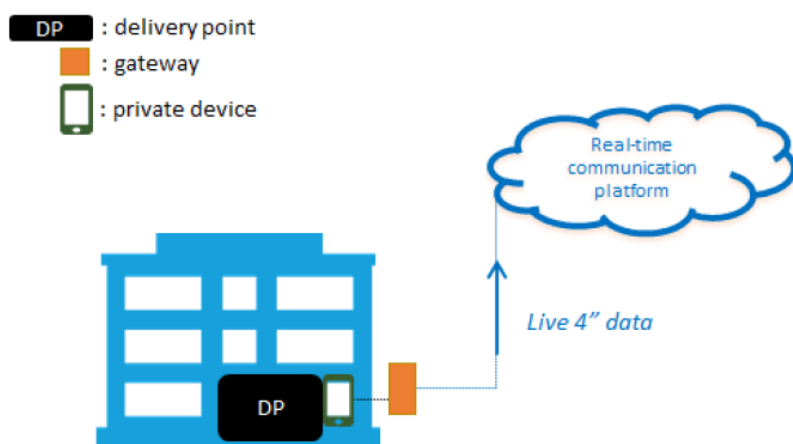 DP : delivery point
: gateway
: private device
Real-time
communication
platform
Live 4” data
DP